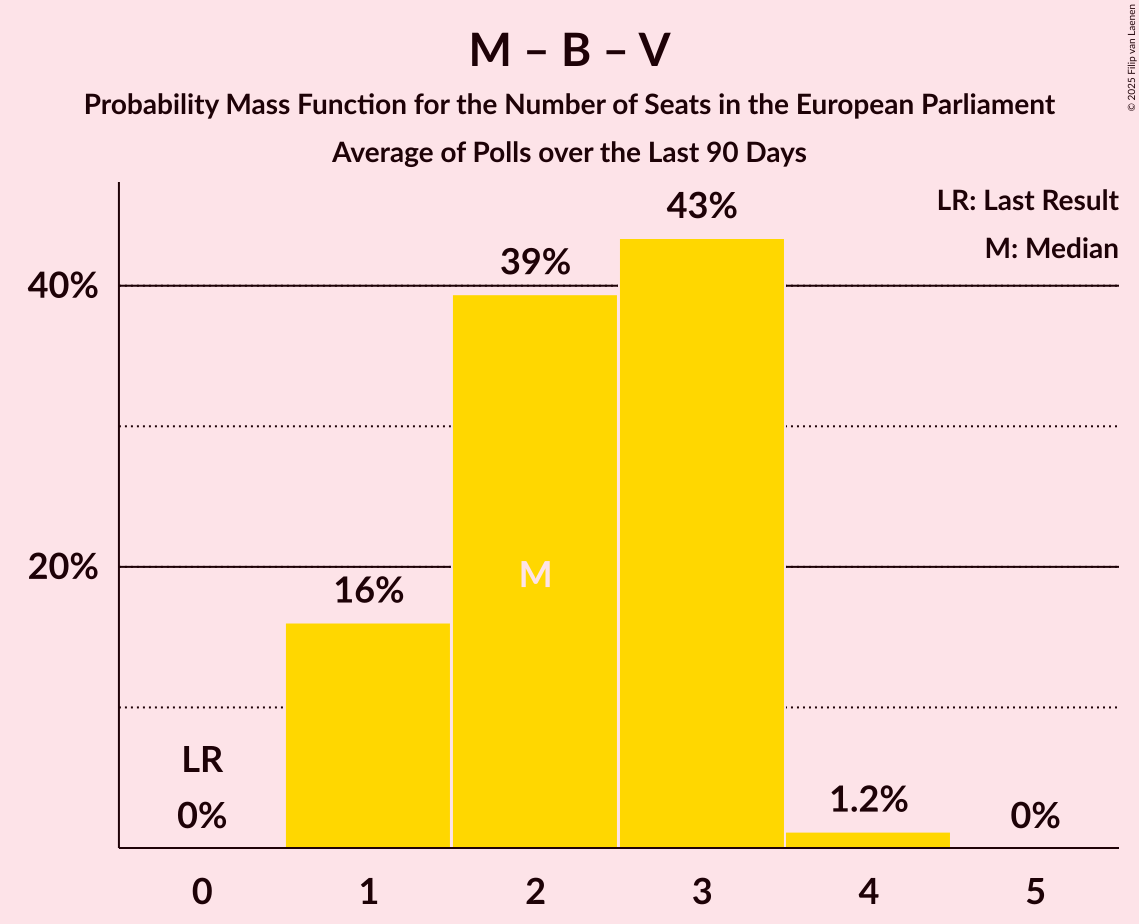 M – B – V
Probability Mass Function for the Number of Seats in the European Parliament
Average of Polls over the Last 90 Days
© 2025 Filip van Laenen
LR: Last Result
M: Median
43%
39%
40%
20%
16%
M
LR
0%
1.2%
0%
0 1 2 3 4 5